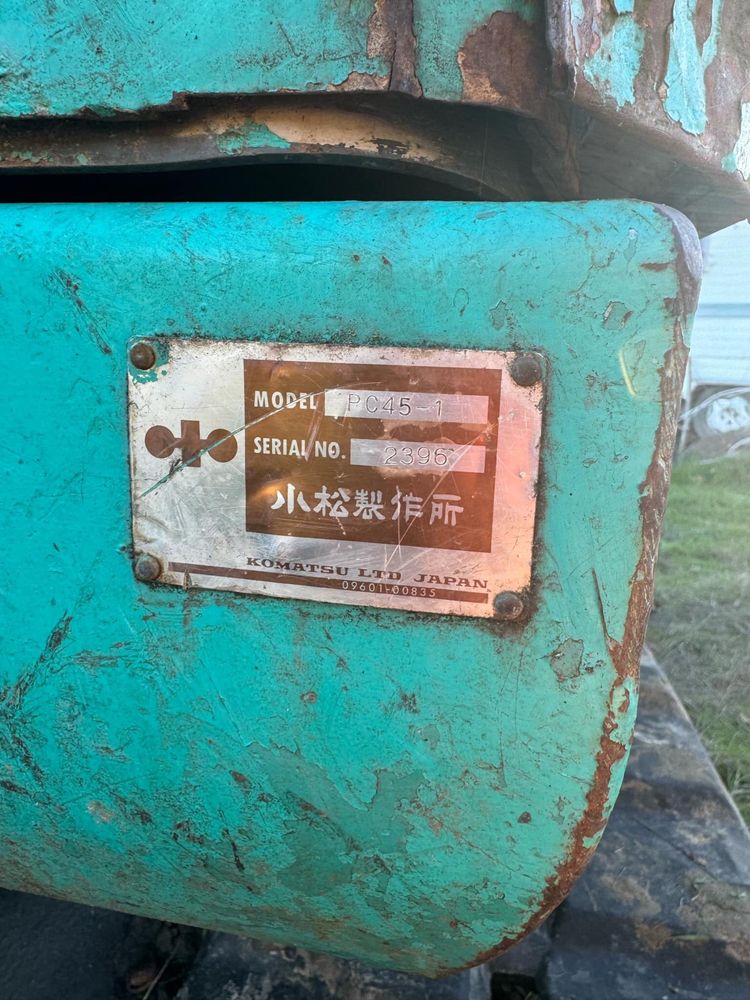 MODEL PC45-1
SERIAL NO. 2396
小松製作所
KOMATSU LTD JAPAN
09601-00835